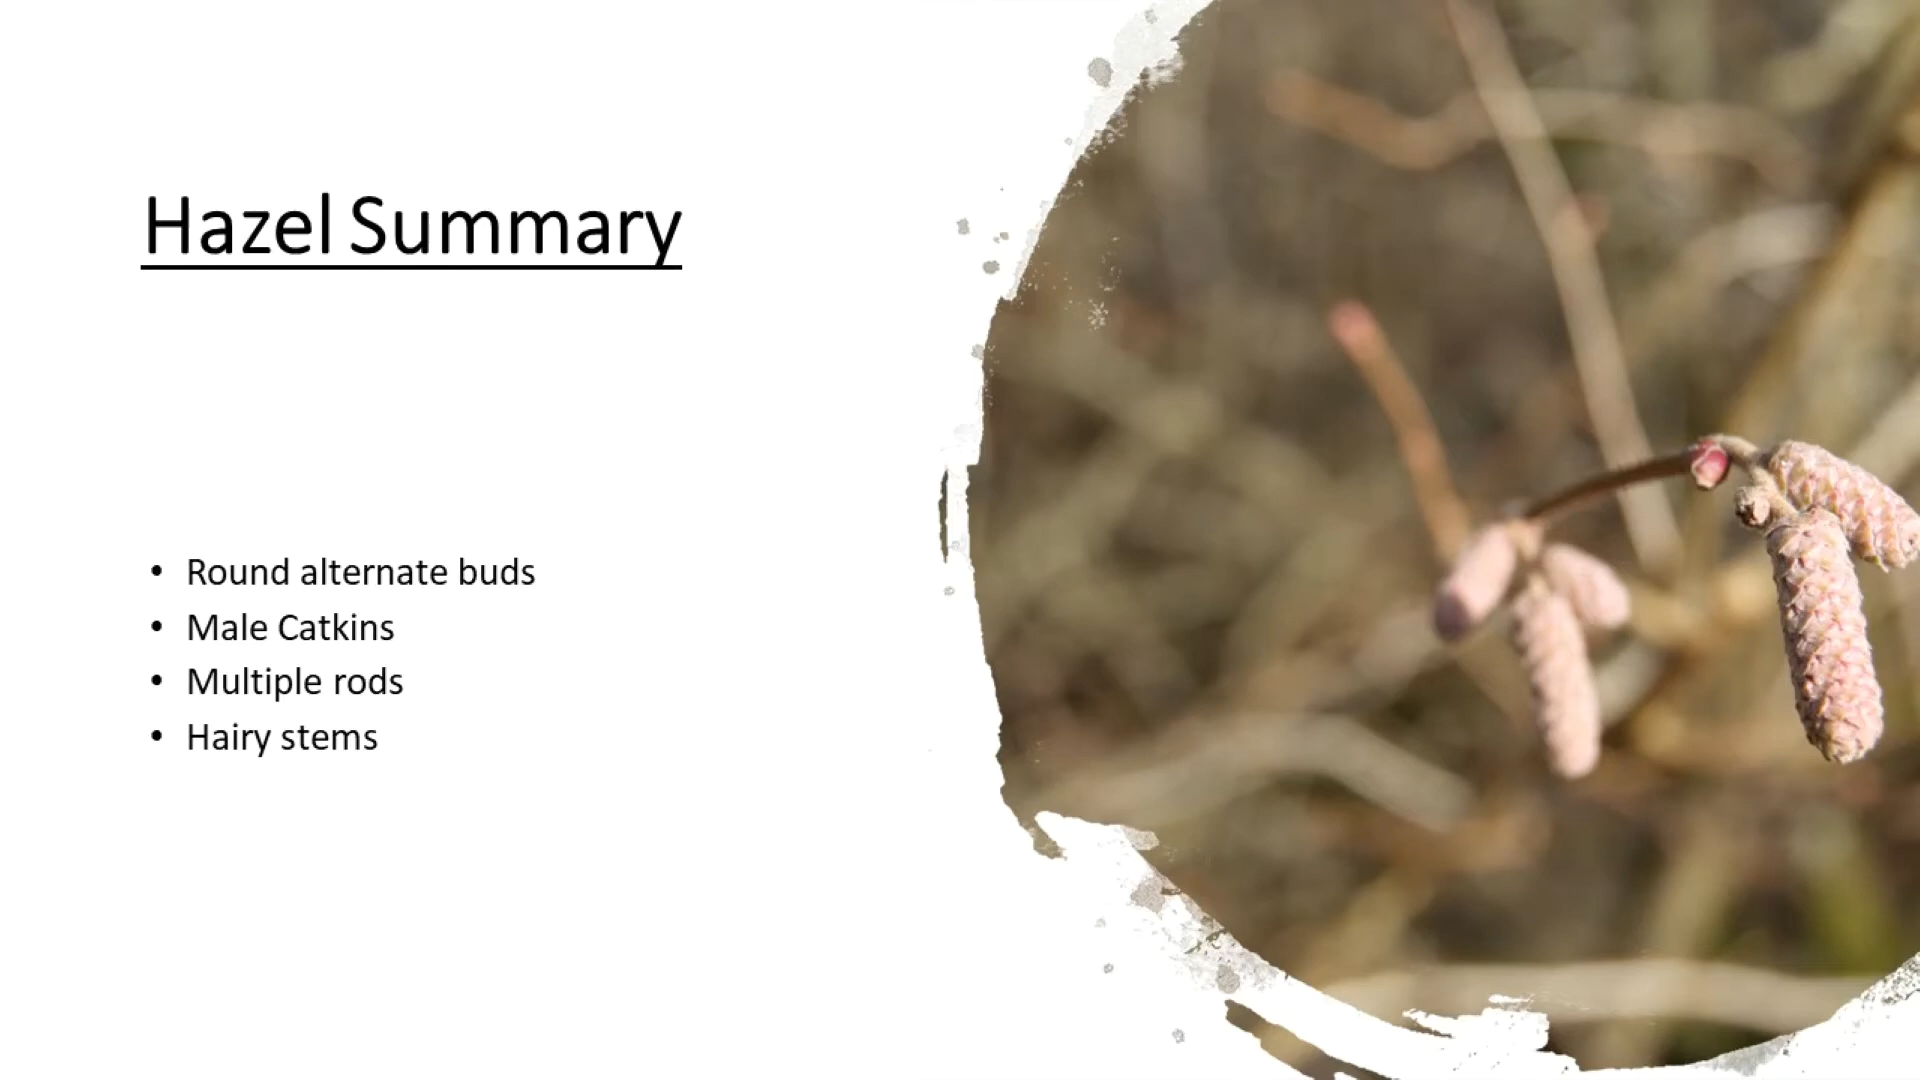 Hazel Summary
• Round alternate buds
• Male Catkins
• Multiple rods
• Hairy stems